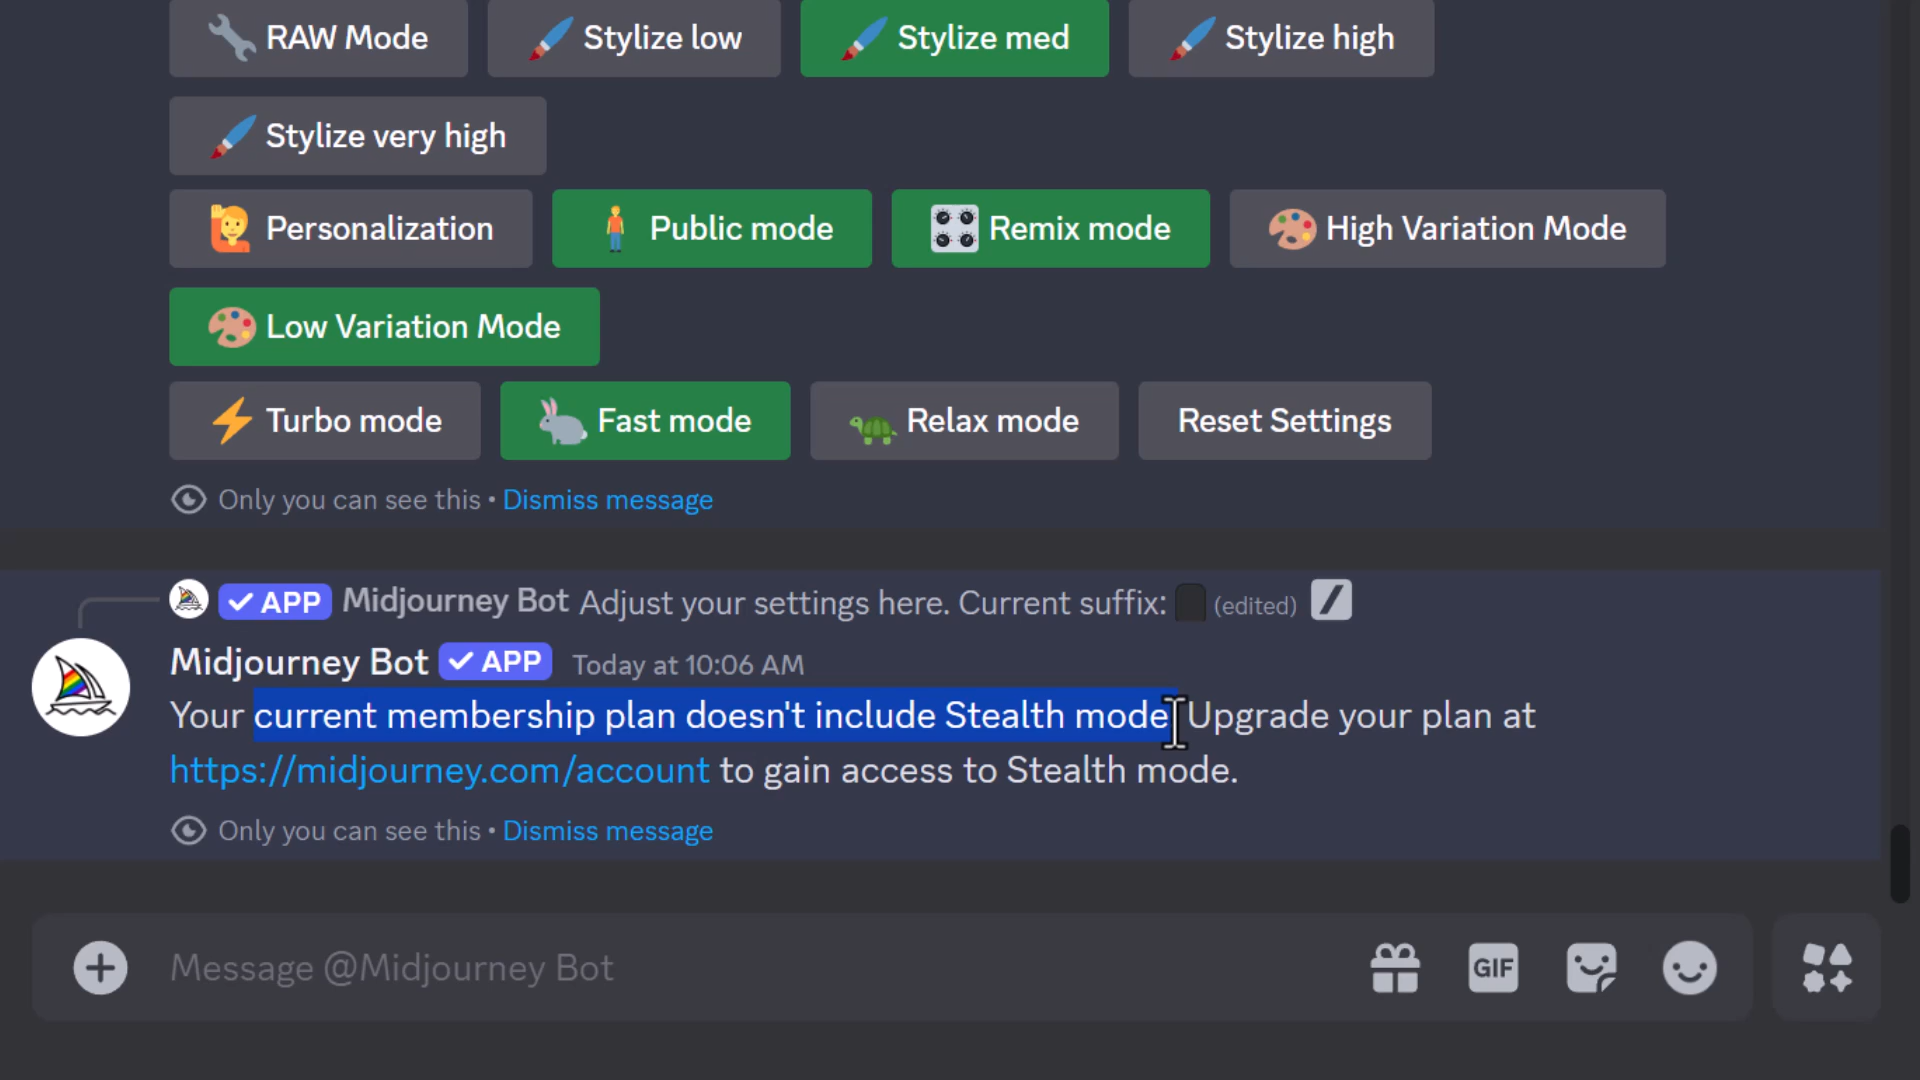 RAW Mode Stylize low Stylize med Stylize high
Stylize very high
Personalization Public mode Remix mode High Variation Mode
Low Variation Mode
Turbo mode Fast mode Relax mode Reset Settings
Only you can see this • Dismiss message
APP Midjourney Bot Adjust your settings here. Current suffix: (edited)
Midjourney Bot APP Today at 10:06 AM
Your current membership plan doesn't include Stealth mode. Upgrade your plan at
https://midjourney.com/account to gain access to Stealth mode.
Only you can see this • Dismiss message
Message @Midjourney Bot GIF